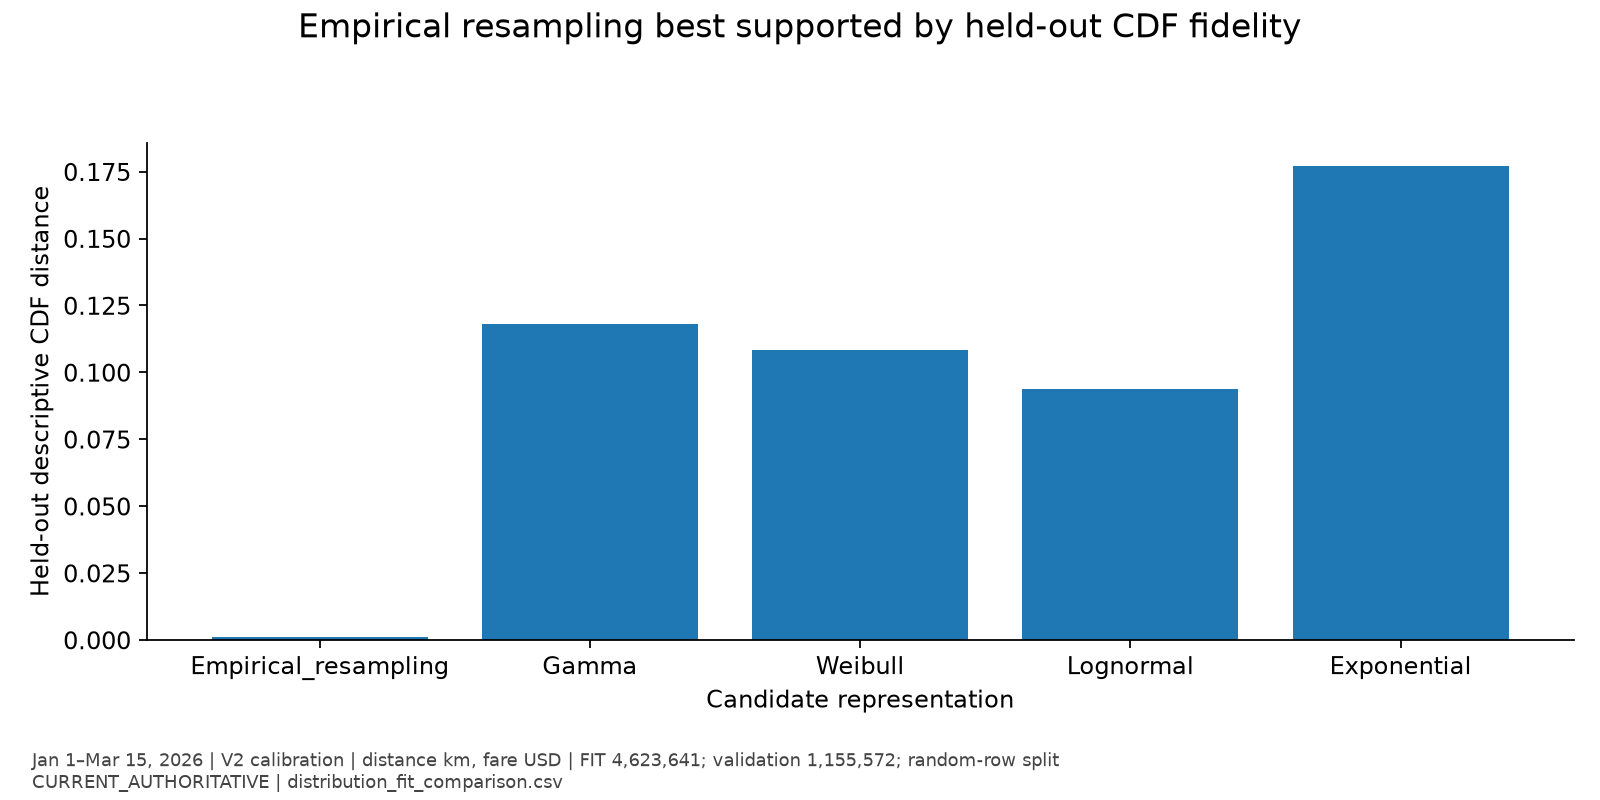 Empirical resampling best supported by held-out CDF fidelity
Held-out descriptive CDF distance
0.175
0.150
0.125
0.100
0.075
0.050
0.025
0.000
Empirical_resampling Gamma Weibull Lognormal Exponential
Candidate representation
Jan 1–Mar 15, 2026 | V2 calibration | distance km, fare USD | FIT 4,623,641; validation 1,155,572; random-row split
CURRENT_AUTHORITATIVE | distribution_fit_comparison.csv